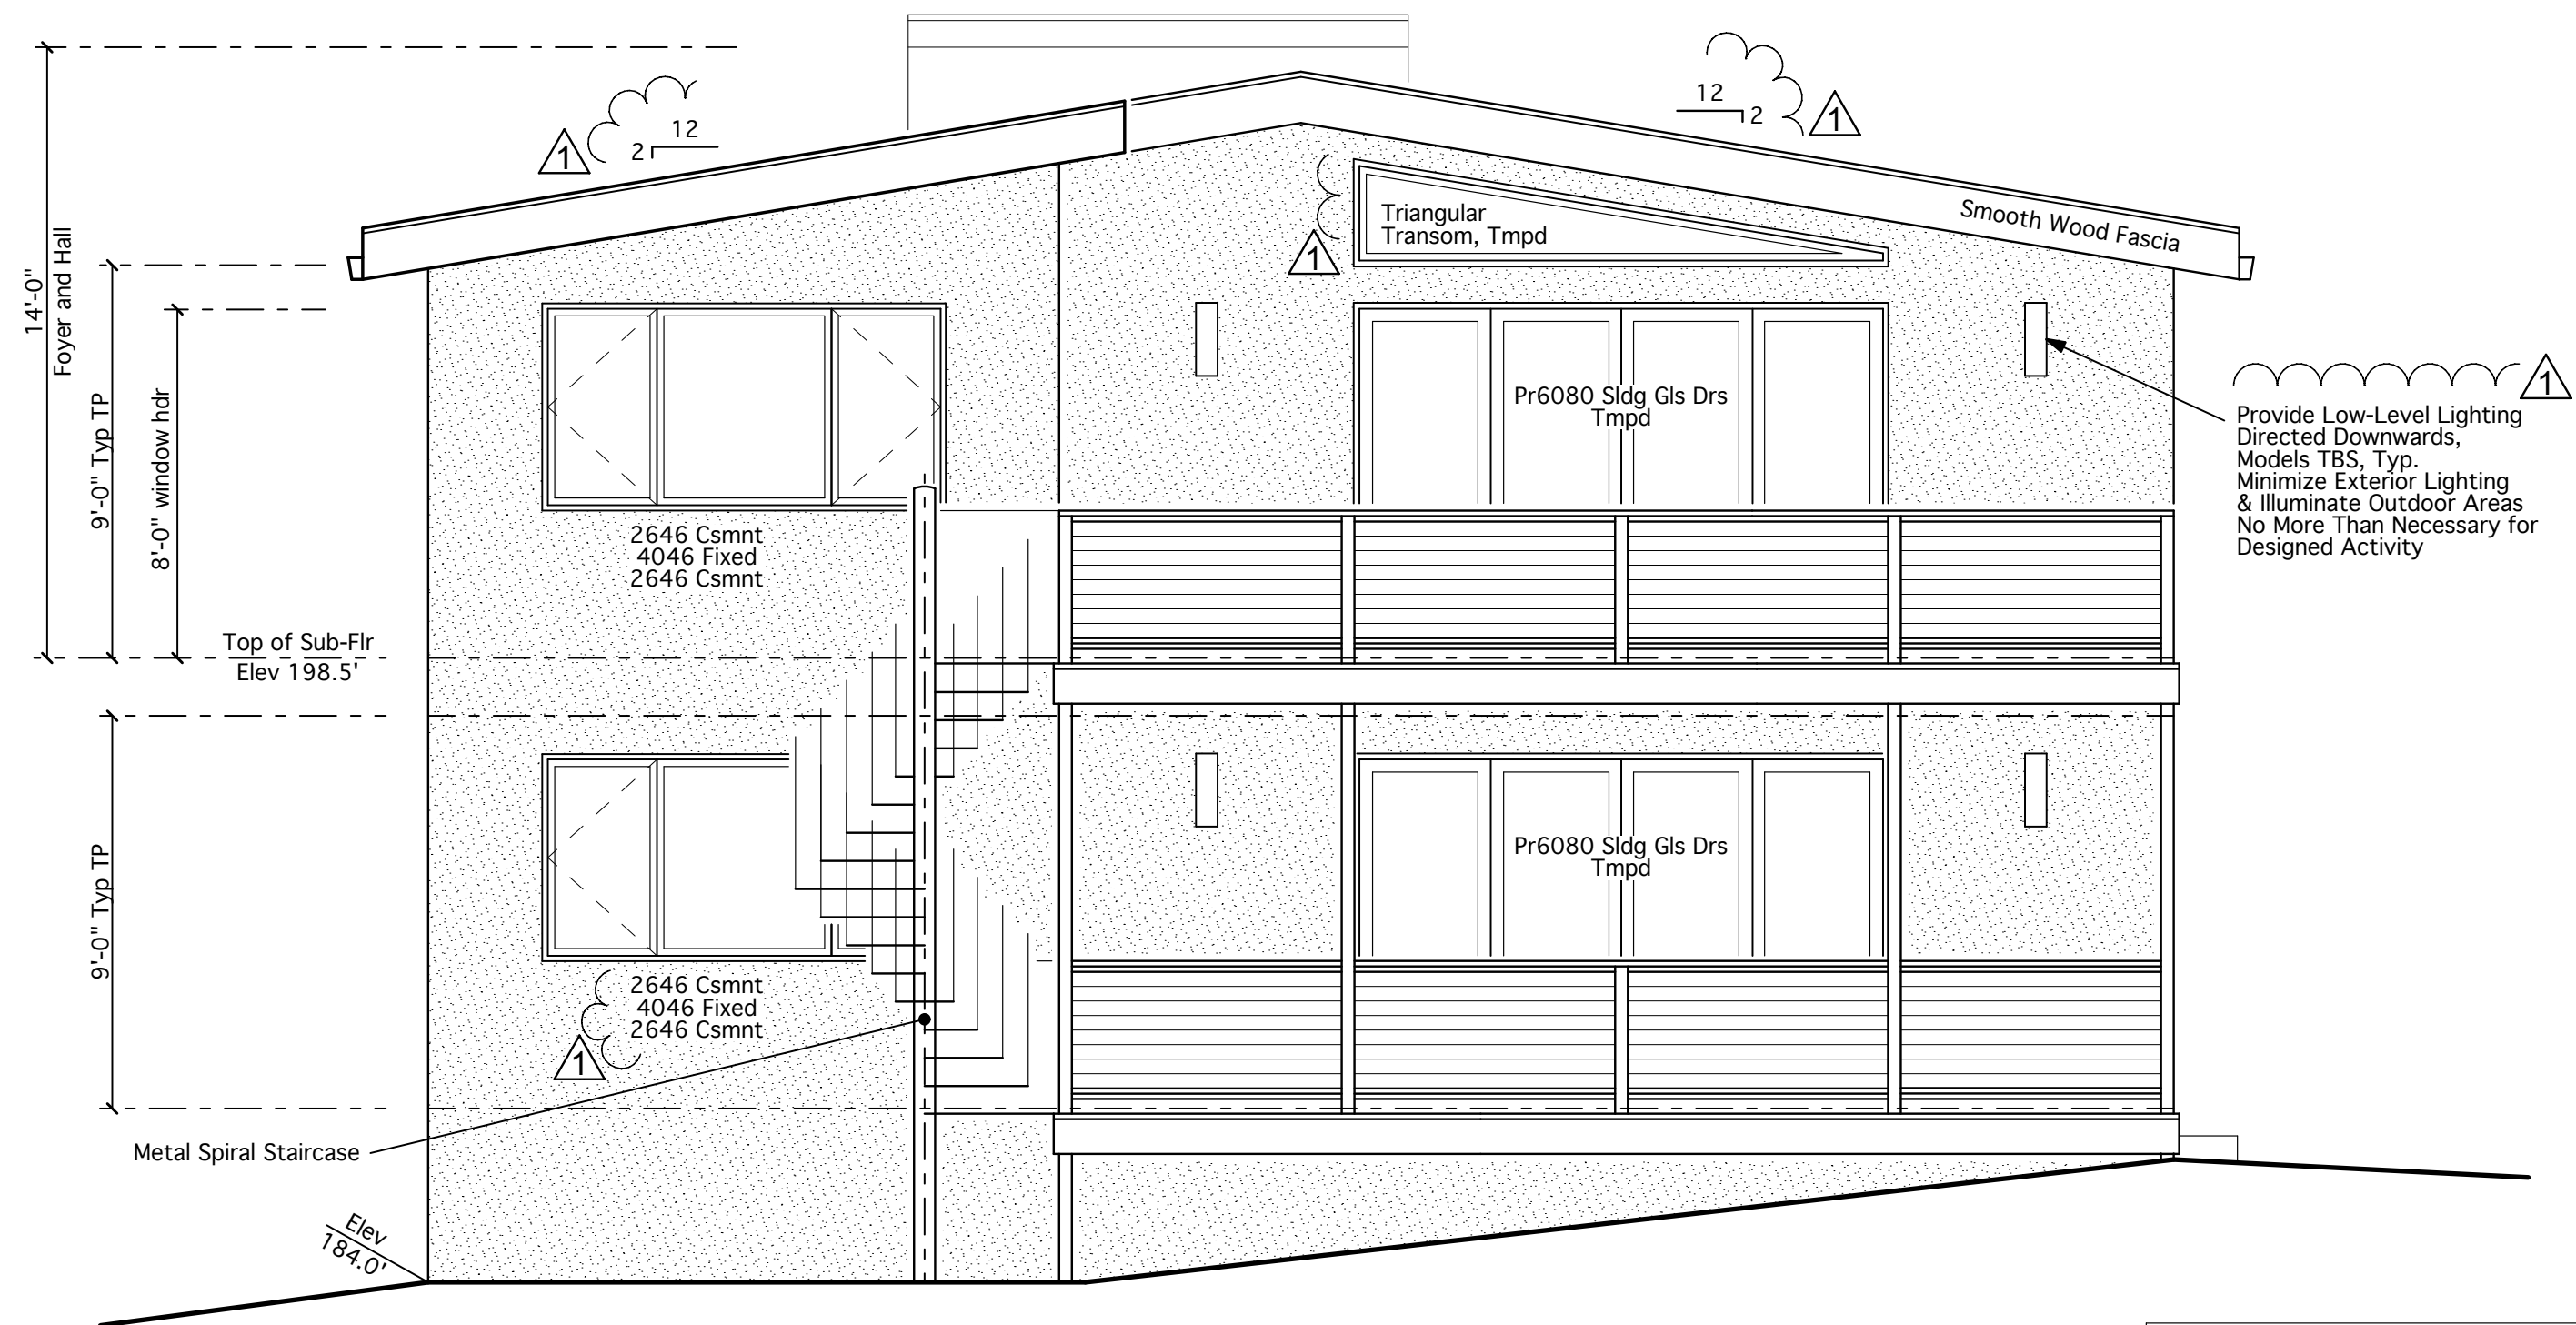 12
2
1
12
2
1
Smooth Wood Fascia
Triangular
Transom, Tmpd
1
14'-0"
Foyer and Hall
9'-0" Typ TP
8'-0" window hdr
Pr6080 Sldg Gls Drs
Tmpd
1
Provide Low-Level Lighting
Directed Downwards,
Models TBS, Typ.
Minimize Exterior Lighting
& Illuminate Outdoor Areas
No More Than Necessary for
Designed Activity
2646 Csmnt
4046 Fixed
2646 Csmnt
Top of Sub-Flr
Elev 198.5'
9'-0" Typ TP
Pr6080 Sldg Gls Drs
Tmpd
2646 Csmnt
4046 Fixed
2646 Csmnt
1
Metal Spiral Staircase
Elev
184.0'